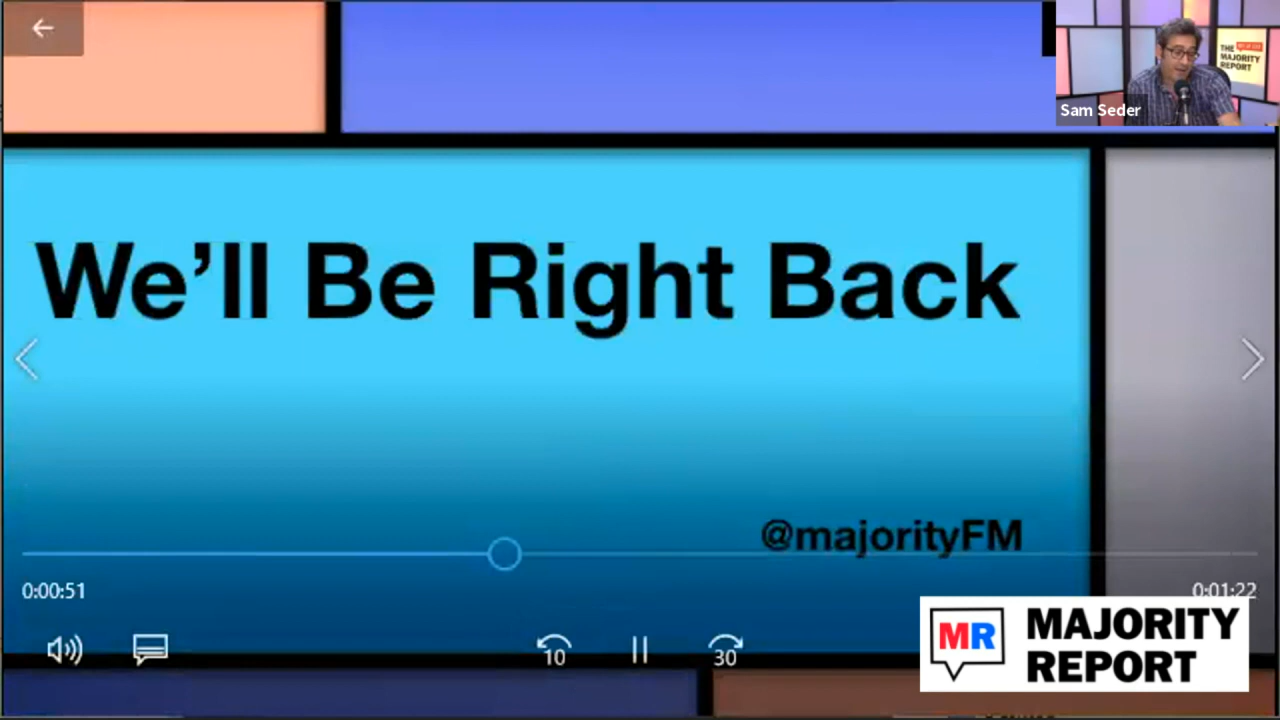 THE
MAJORITY
REPORT
Sam Seder
We'll Be Right Back
@majorityFM
0:00:51
0:01:22
10
30
MR
MAJORITY
REPORT